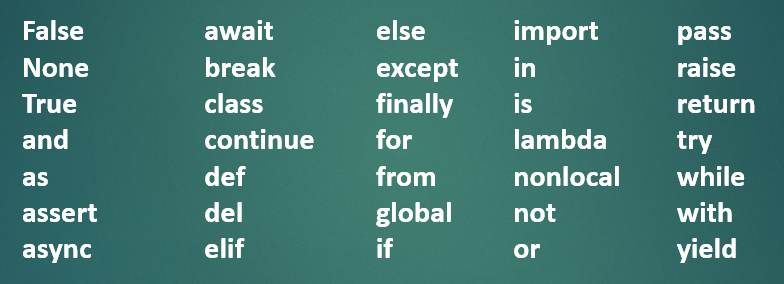 False await else import pass
None break except in raise
True class finally is return
and continue for lambda try
as def from nonlocal while
assert del global not with
async elif if or yield